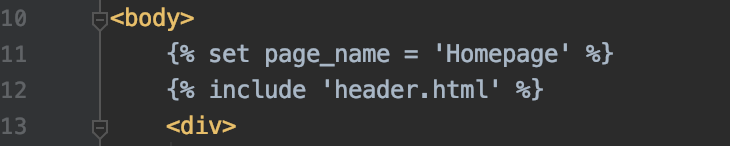 10 <body>
11 {% set page_name = 'Homepage' %}
12 {% include 'header.html' %}
13 <div>